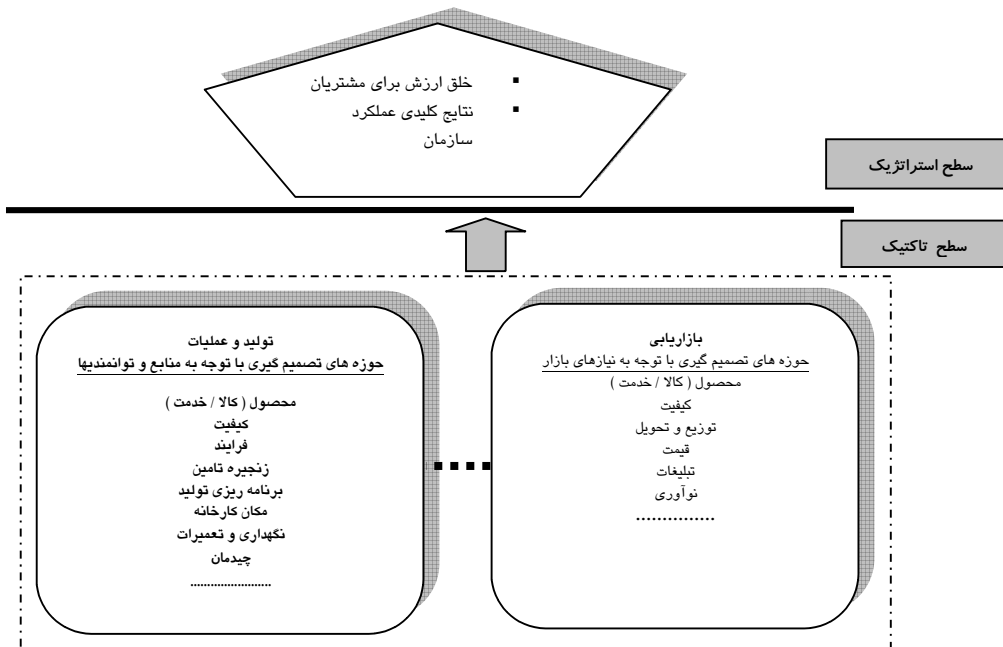 خلق ارزش برای مشتریان
نتایج کلیدی عملکرد
سازمان
سطح استراتژیک
سطح تاکتیک
بازاریابی
حوزه های تصمیم گیری با توجه به نیازهای بازار
محصول ( کالا / خدمت )
کیفیت
توزیع و تحویل
قیمت
تبلیغات
نوآوری
...............
تولید و عملیات
حوزه های تصمیم گیری با توجه به منابع و توانمندیها
محصول ( کالا / خدمت )
کیفیت
فرایند
زنجیره تامین
برنامه ریزی تولید
مکان کارخانه
نگهداری و تعمیرات
چیدمان
........................